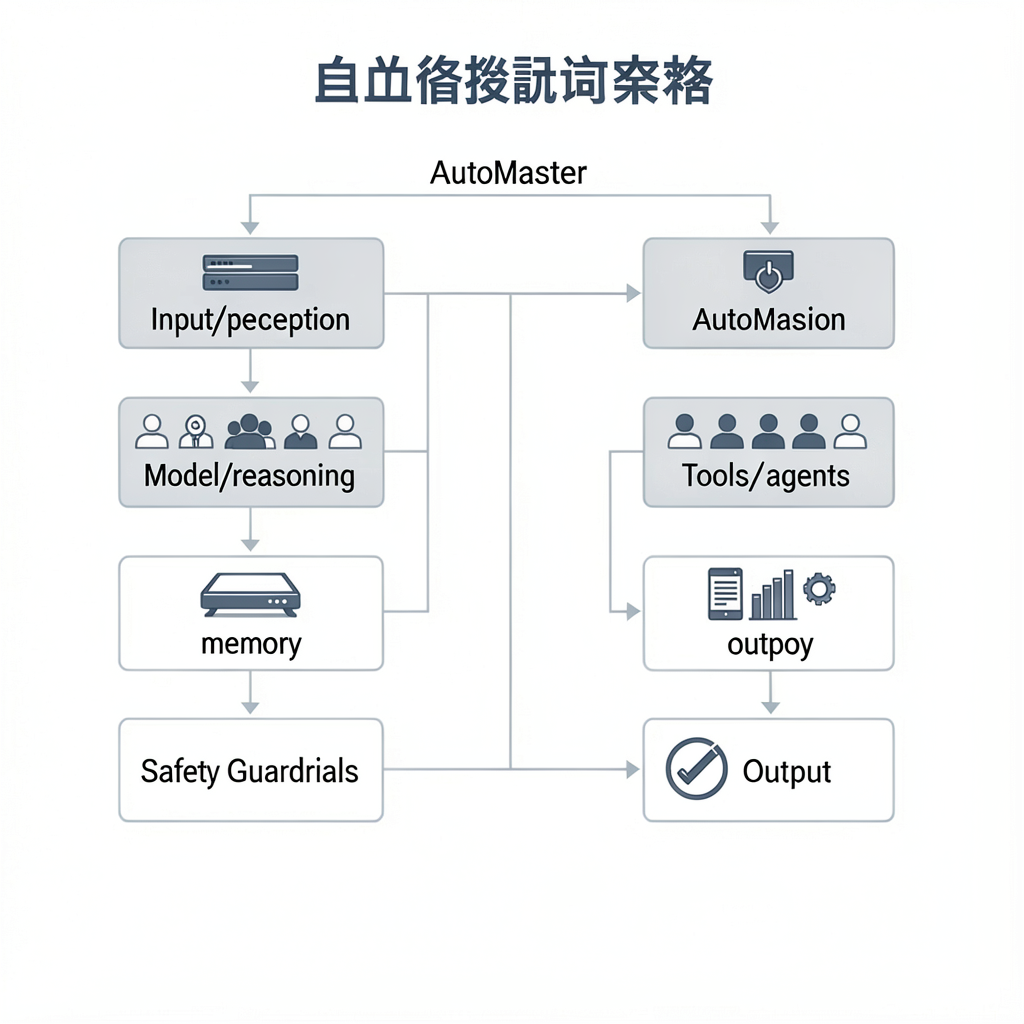 AutoMaster
Input/peception
AutoMasion
Model/reasoning
Tools/agents
memory
outpoy
Safety Guardrials
Output